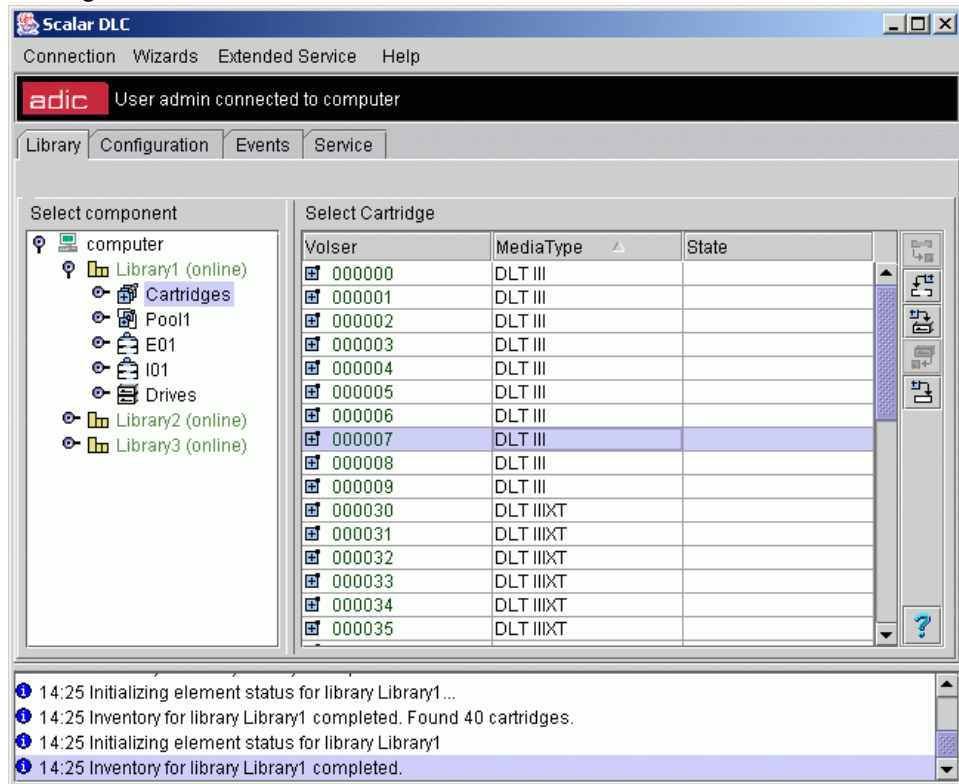 Scalar DLC
Connection Wizards Extended Service Help
adic User admin connected to computer
Library Configuration Events Service
Select component
computer
Library1 (online)
Cartridges
Pool1
E01
I01
Drives
Library2 (online)
Library3 (online)
Select Cartridge
Volser MediaType State
000000 DLT III
000001 DLT III
000002 DLT III
000003 DLT III
000004 DLT III
000005 DLT III
000006 DLT III
000007 DLT III
000008 DLT III
000009 DLT III
000030 DLT IIIXT
000031 DLT IIIXT
000032 DLT IIIXT
000033 DLT IIIXT
000034 DLT IIIXT
000035 DLT IIIXT
?
14:25 Initializing element status for library Library1...
14:25 Inventory for library Library1 completed. Found 40 cartridges.
14:25 Initializing element status for library Library1
14:25 Inventory for library Library1 completed.